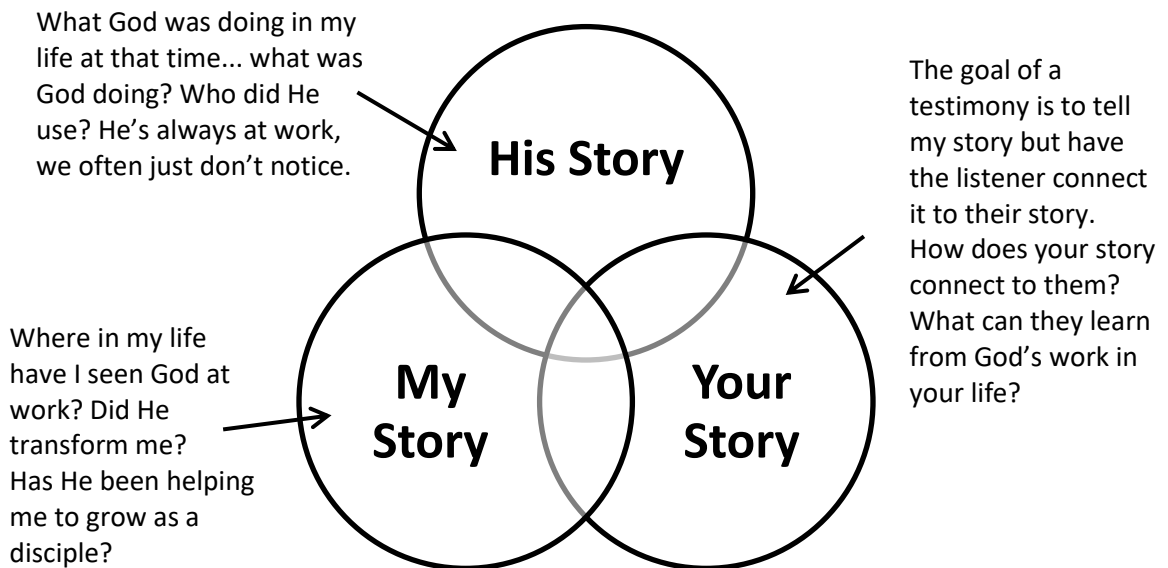 What God was doing in my
life at that time... what was
God doing? Who did He
use? He’s always at work,
we often just don’t notice.
His Story
The goal of a
testimony is to tell
my story but have
the listener connect
it to their story.
How does your story
connect to them?
What can they learn
from God’s work in
your life?
Where in my life
have I seen God at
work? Did He
transform me?
Has He been helping
me to grow as a
disciple?
My
Story
Your
Story